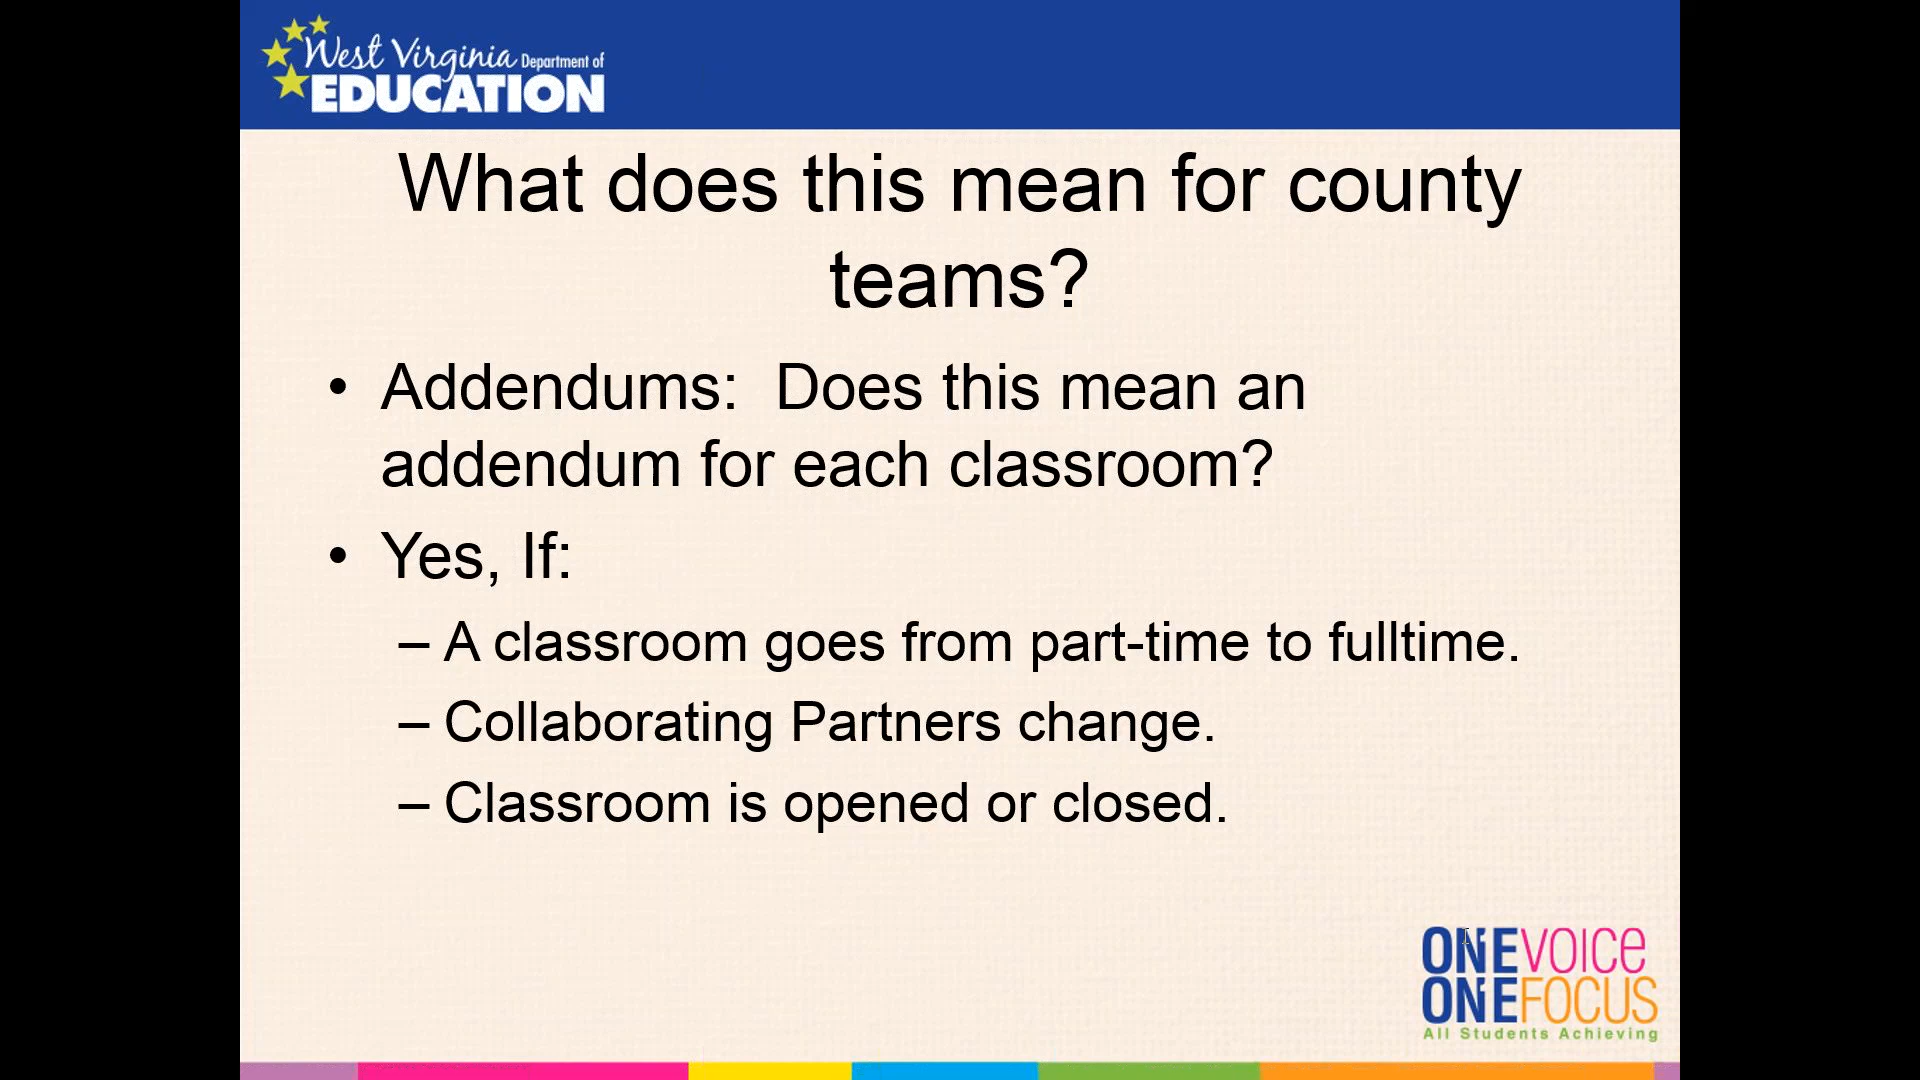 West Virginia Department of
EDUCATION
What does this mean for county
teams?
• Addendums:  Does this mean an
addendum for each classroom?
• Yes, If:
– A classroom goes from part-time to fulltime.
– Collaborating Partners change.
– Classroom is opened or closed.
ONEVOICe
ONEFOCUS
All Students Achieving